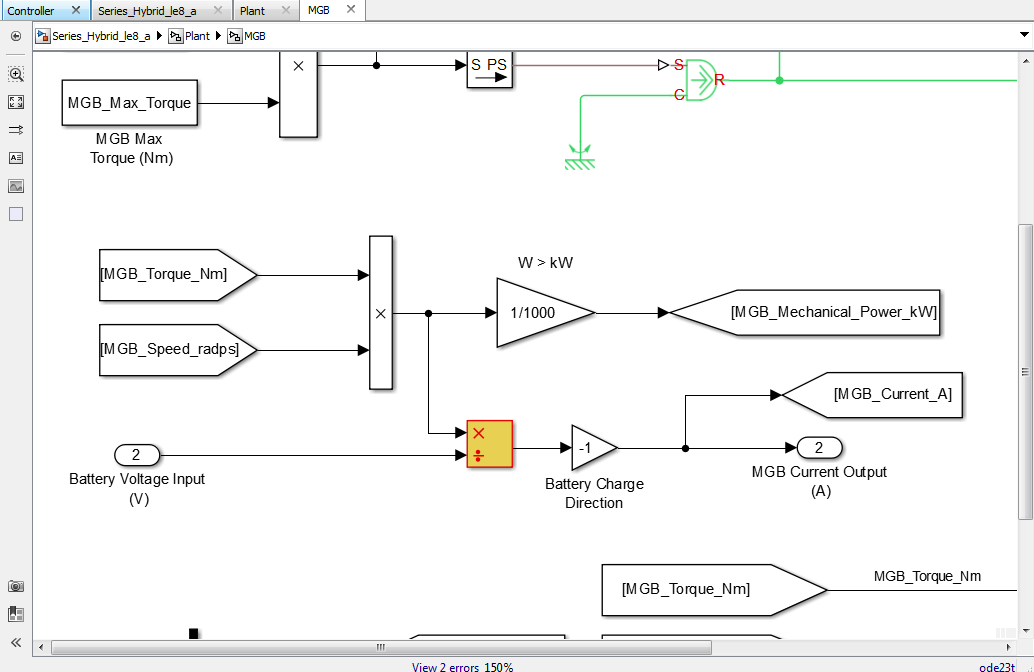 Controller
Series_Hybrid_le8_a
Plant
MGB
Series_Hybrid_le8_a
Plant
MGB
×
S PS
S
R
C
MGB_Max_Torque
MGB Max
Torque (Nm)
W > kW
[MGB_Torque_Nm]
[MGB_Speed_radps]
×
1/1000
[MGB_Mechanical_Power_kW]
[MGB_Current_A]
×
÷
2
Battery Voltage Input
(V)
-1
Battery Charge
Direction
2
MGB Current Output
(A)
[MGB_Torque_Nm]
MGB_Torque_Nm
View 2 errors 150%
ode23t